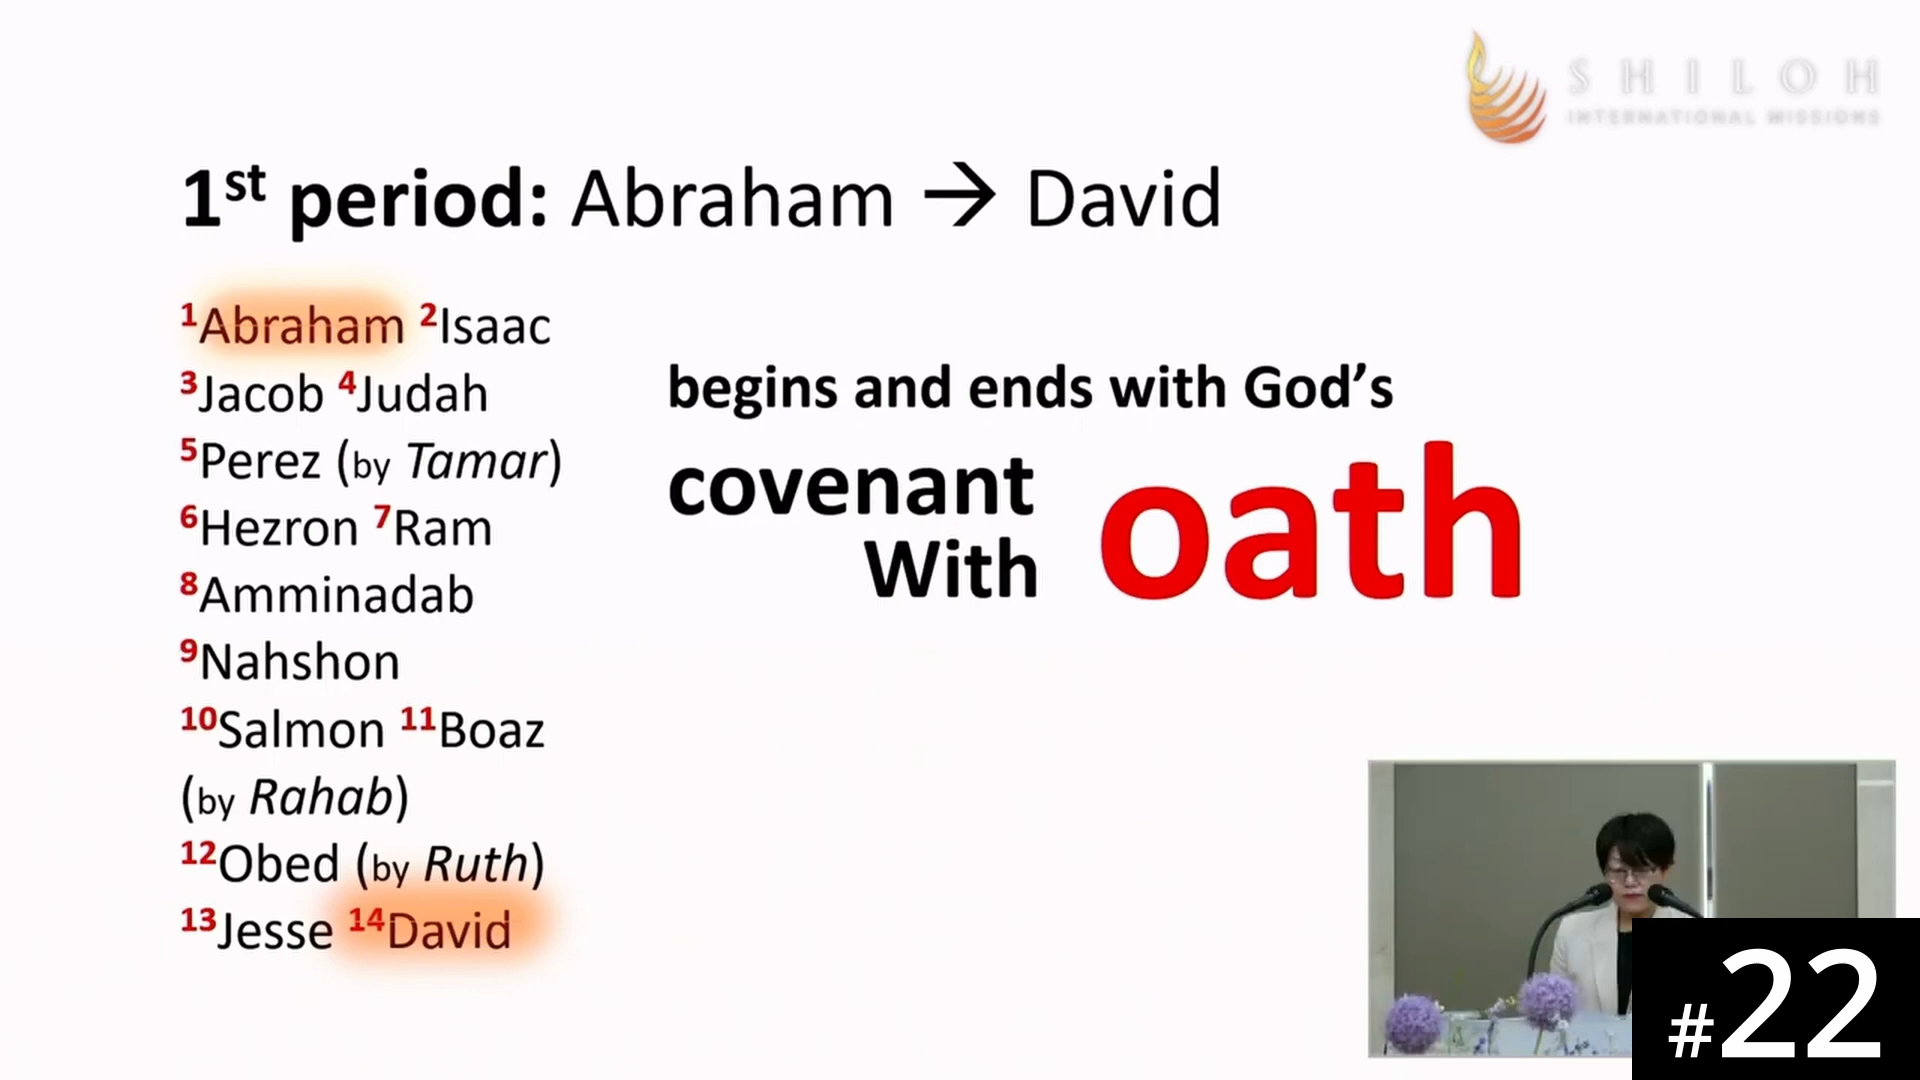 SHILOH
INTERNATIONAL MISSIONS
1st period: Abraham → David
1Abraham 2Isaac
3Jacob 4Judah
5Perez (by Tamar)
6Hezron 7Ram
8Amminadab
9Nahshon
10Salmon 11Boaz
(by Rahab)
12Obed (by Ruth)
13Jesse 14David
begins and ends with God’s
covenant
With oath
#22